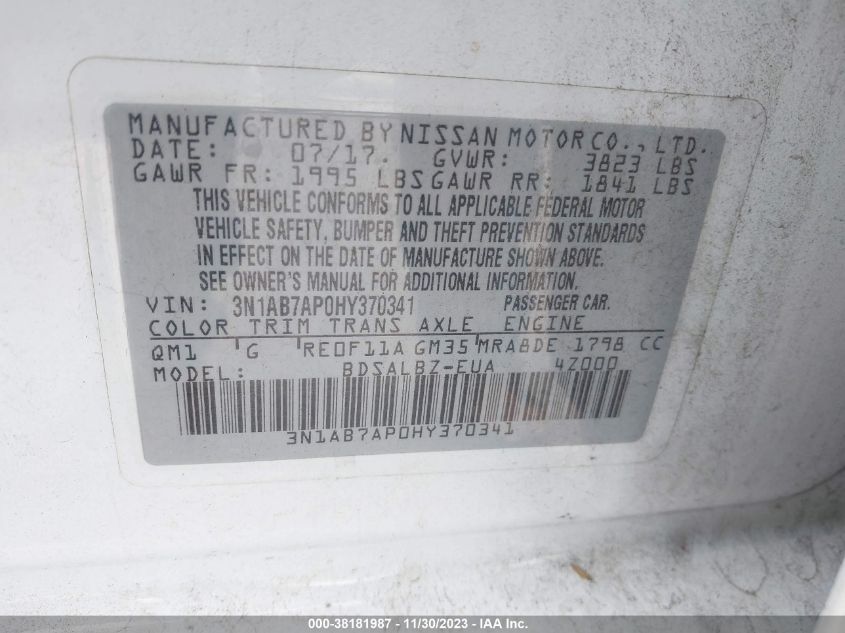 MANUFACTURED BY NISSAN MOTOR CO., LTD.
DATE: 07/17. GVWR: 3823 LBS
GAWR FR: 1995 LBS GAWR RR: 1841 LBS
THIS VEHICLE CONFORMS TO ALL APPLICABLE FEDERAL MOTOR
VEHICLE SAFETY, BUMPER AND THEFT PREVENTION STANDARDS
IN EFFECT ON THE DATE OF MANUFACTURE SHOWN ABOVE.
SEE OWNER'S MANUAL FOR ADDITIONAL INFORMATION.
VIN: 3N1AB7AP0HY370341 PASSENGER CAR.
COLOR TRIM TRANS AXLE ENGINE
QM1 G RE0F11A GM35 MRA8DE 1798 CC
MODEL: BDSALBZ-EUA 4Z000
3N1AB7AP0HY370341
000-38181987 - 11/30/2023 - IAA Inc.